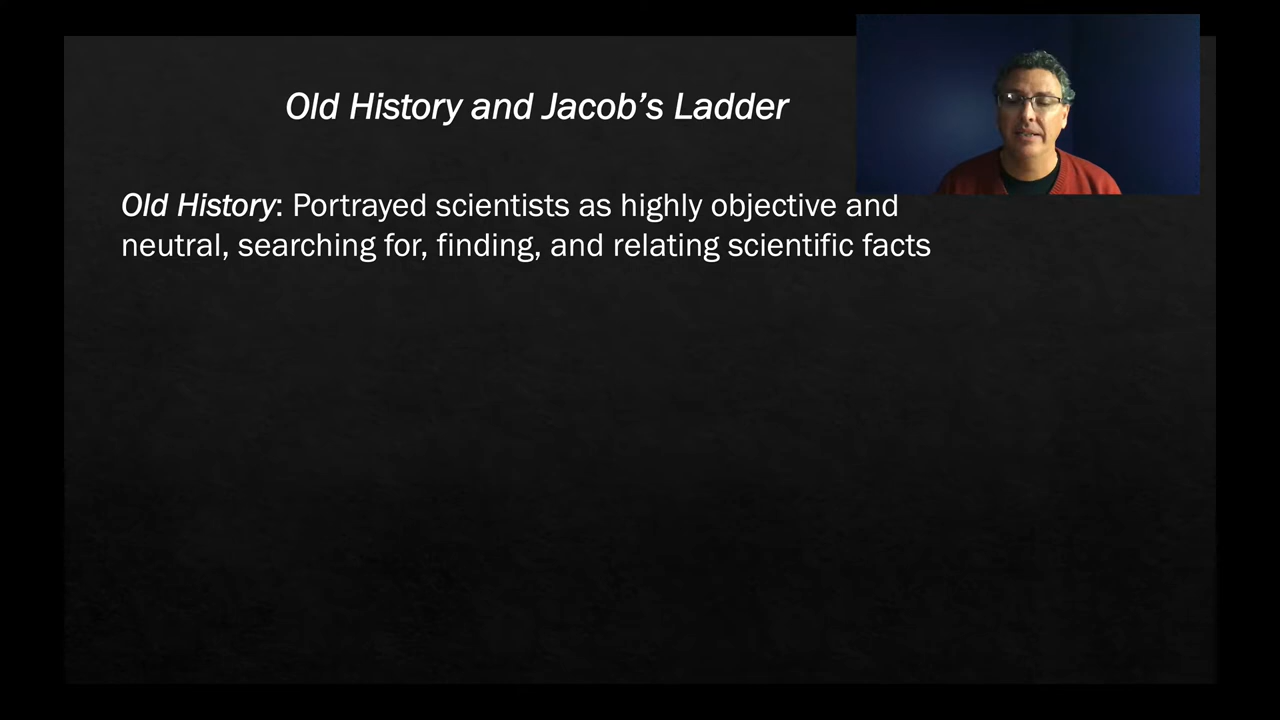 Old History and Jacob’s Ladder
Old History: Portrayed scientists as highly objective and
neutral, searching for, finding, and relating scientific facts